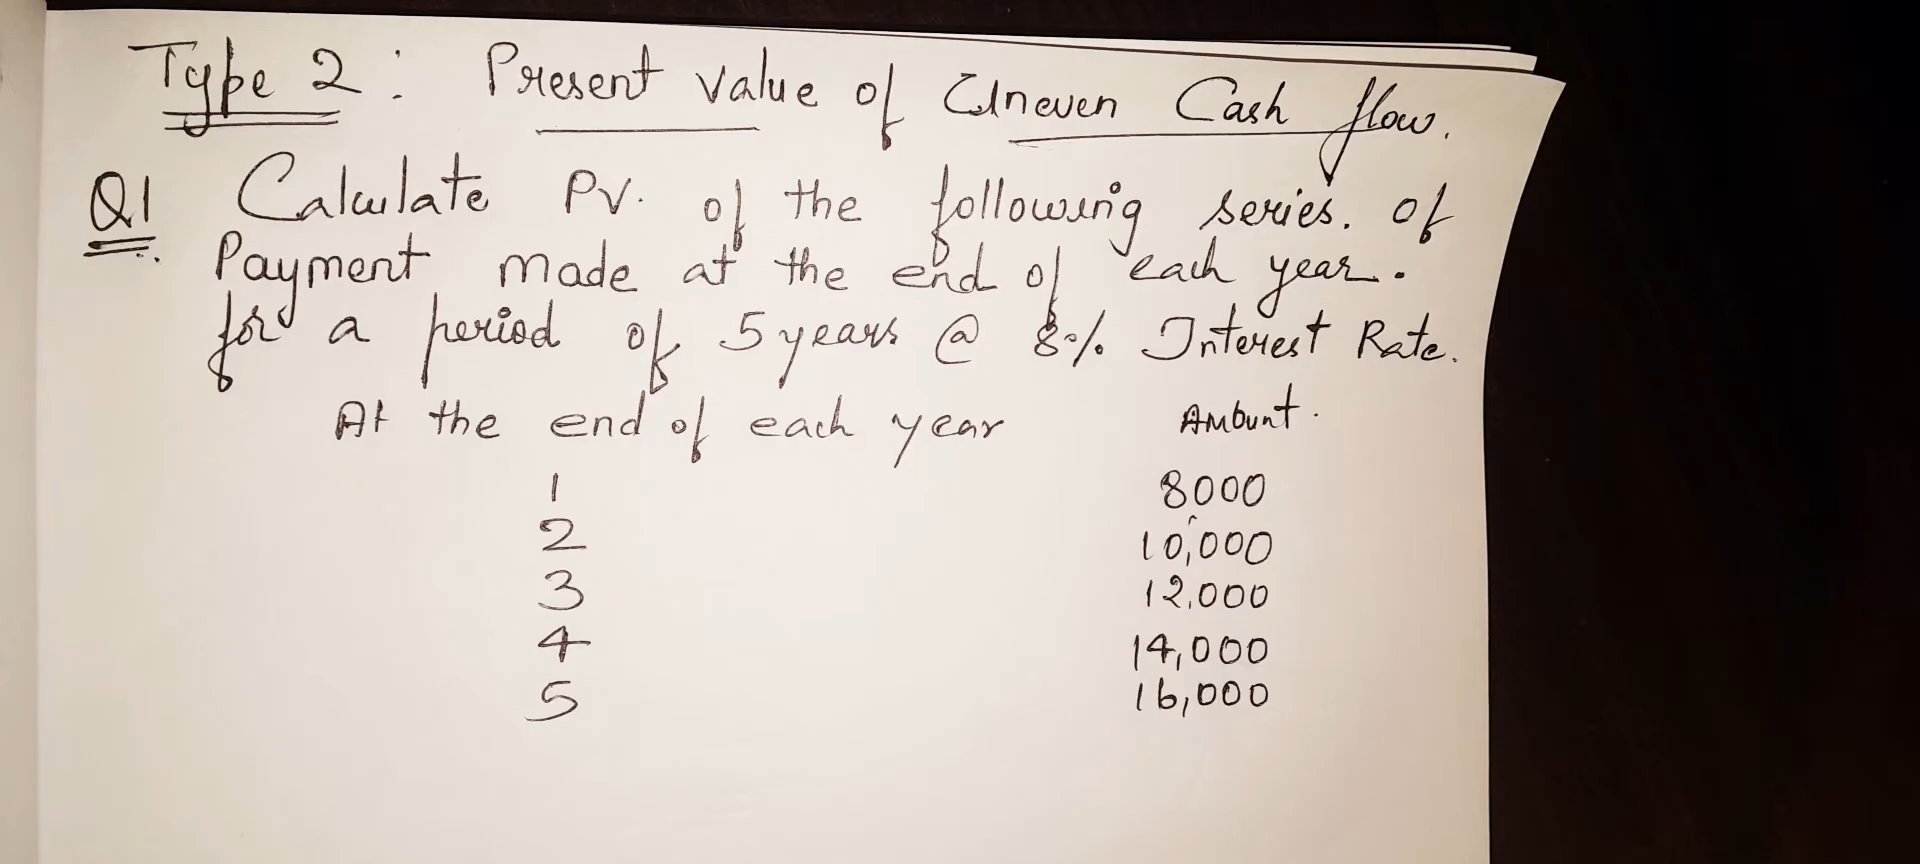 Type 2 : Present value of Uneven Cash flow.
Q1 Calculate PV. of the following series. of
Payment made at the end of each year.
for a period of 5 years @ 8% Interest Rate.
At the end of each year Amount.
1 8000
2 10,000
3 12,000
4 14,000
5 16,000